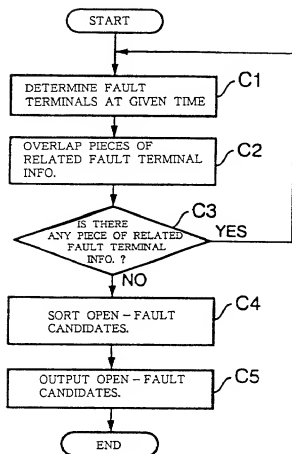 START
C1
DETERMINE FAULT
TERMINALS AT GIVEN TIME
C2
OVERLAP PIECES OF
RELATED FAULT TERMINAL
INFO.
C3
IS THERE
ANY PIECE OF RELATED
FAULT TERMINAL
INFO. ?
YES
NO
C4
SORT OPEN-FAULT
CANDIDATES.
C5
OUTPUT OPEN-FAULT
CANDIDATES.
END